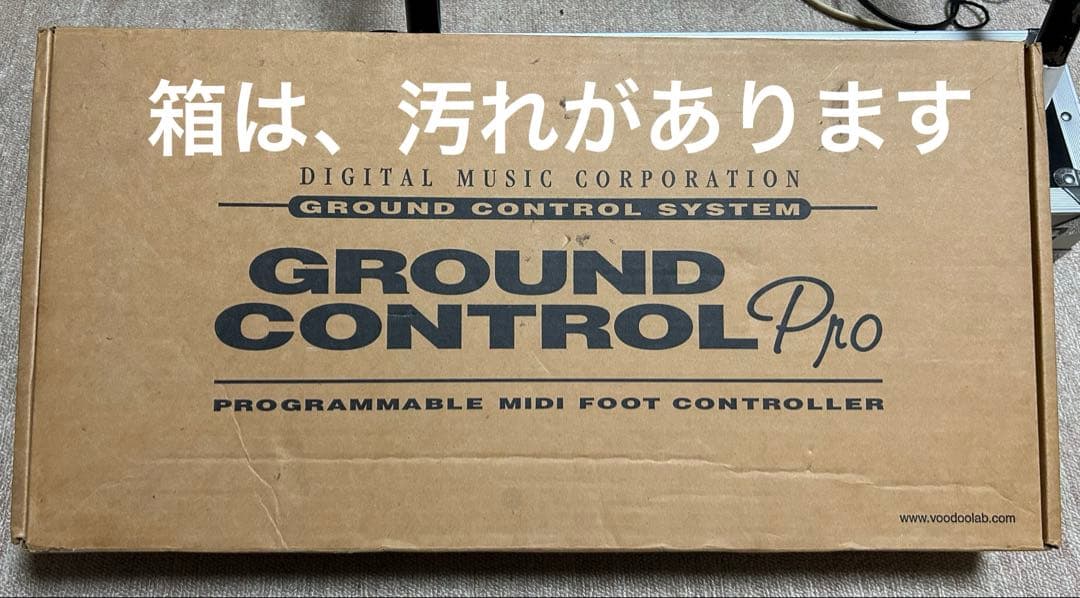 箱は、汚れがあります
DIGITAL MUSIC CORPORATION
GROUND CONTROL SYSTEM
GROUND
CONTROL Pro
PROGRAMMABLE MIDI FOOT CONTROLLER
www.voodoolab.com